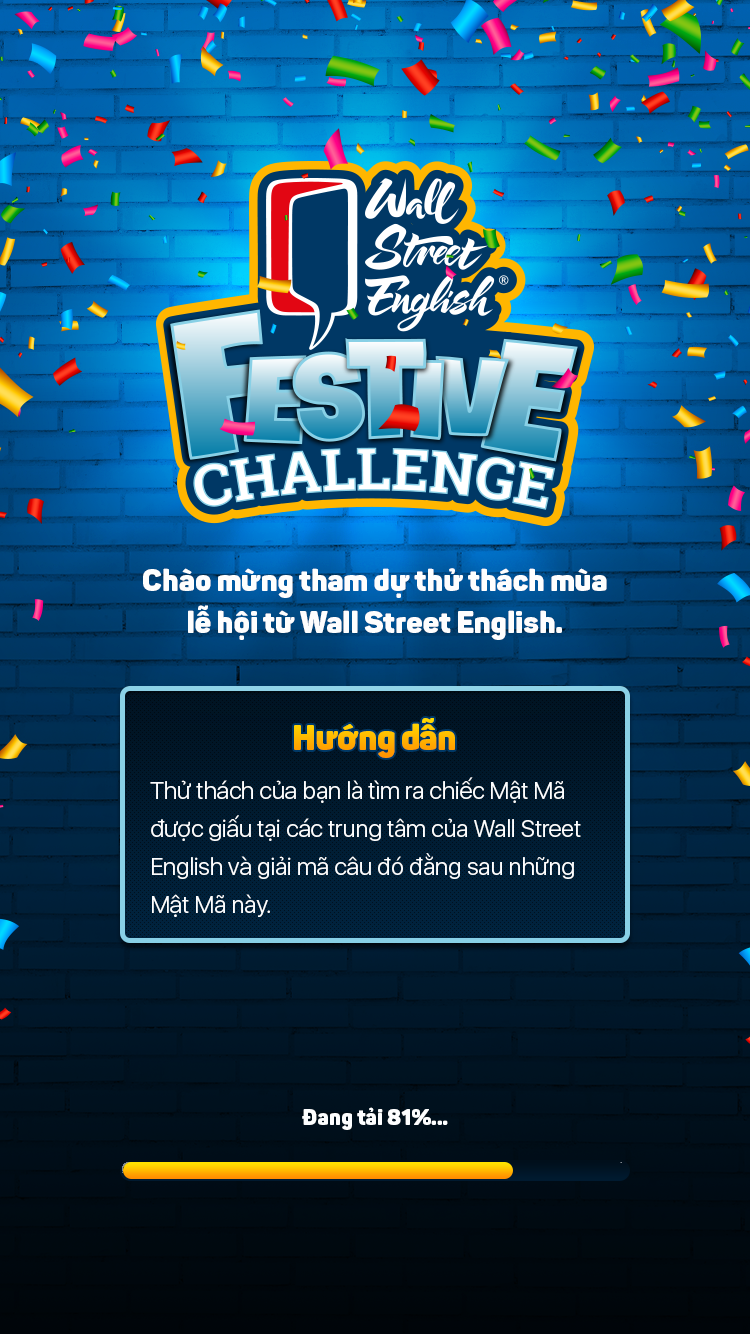 Wall
Street
English®
FESTIVE
CHALLENGE
Chào mừng tham dự thử thách mùa
lễ hội từ Wall Street English.
Hướng dẫn
Thử thách của bạn là tìm ra chiếc Mật Mã
được giấu tại các trung tâm của Wall Street
English và giải mã câu đó đằng sau những
Mật Mã này.
Đang tải 81%...